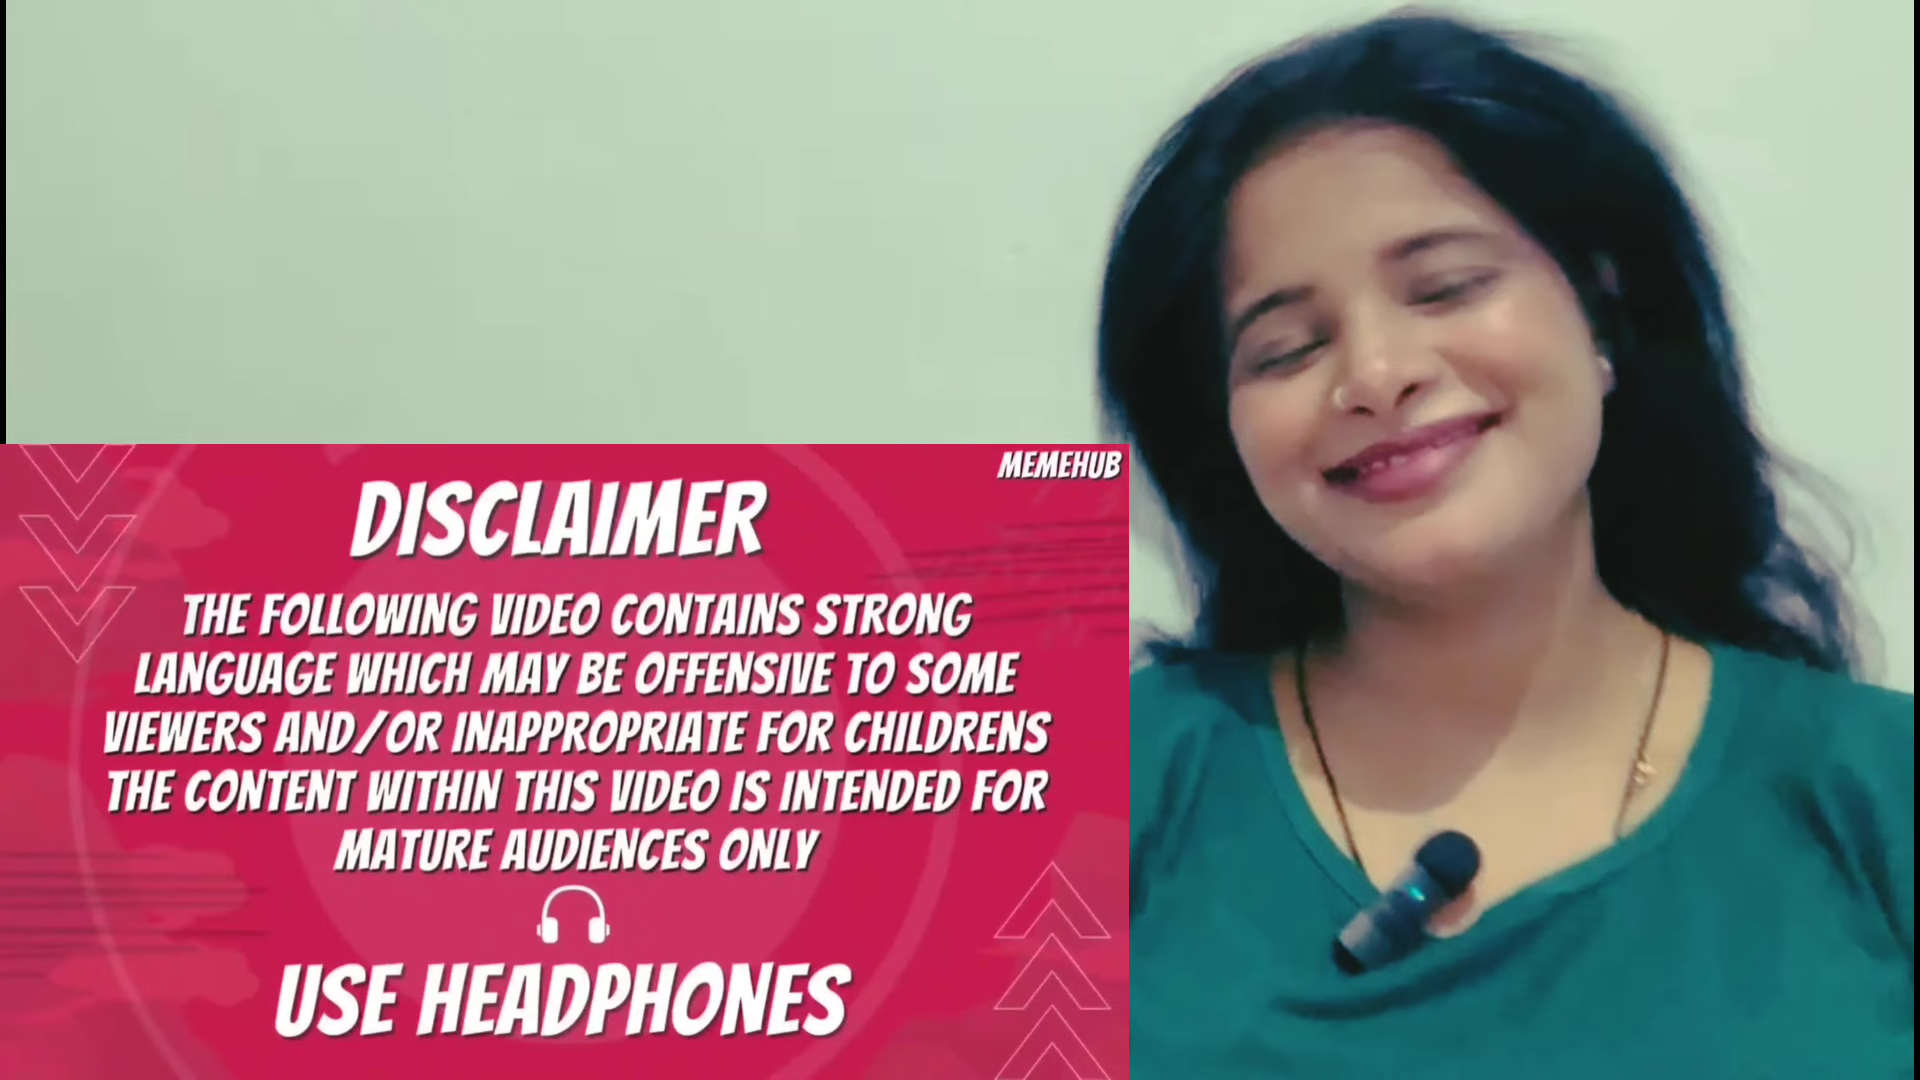 MEMEHUB
DISCLAIMER
THE FOLLOWING VIDEO CONTAINS STRONG
LANGUAGE WHICH MAY BE OFFENSIVE TO SOME
VIEWERS AND/OR INAPPROPRIATE FOR CHILDRENS
THE CONTENT WITHIN THIS VIDEO IS INTENDED FOR
MATURE AUDIENCES ONLY
USE HEADPHONES